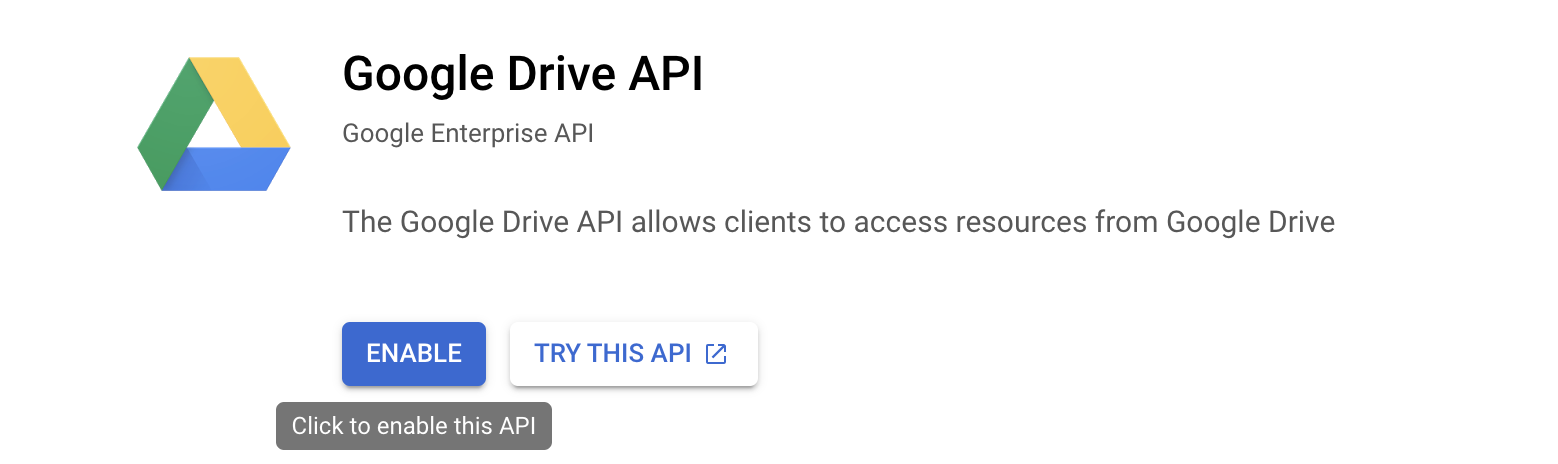 Google Drive API
Google Enterprise API
The Google Drive API allows clients to access resources from Google Drive
ENABLE
TRY THIS API
Click to enable this API